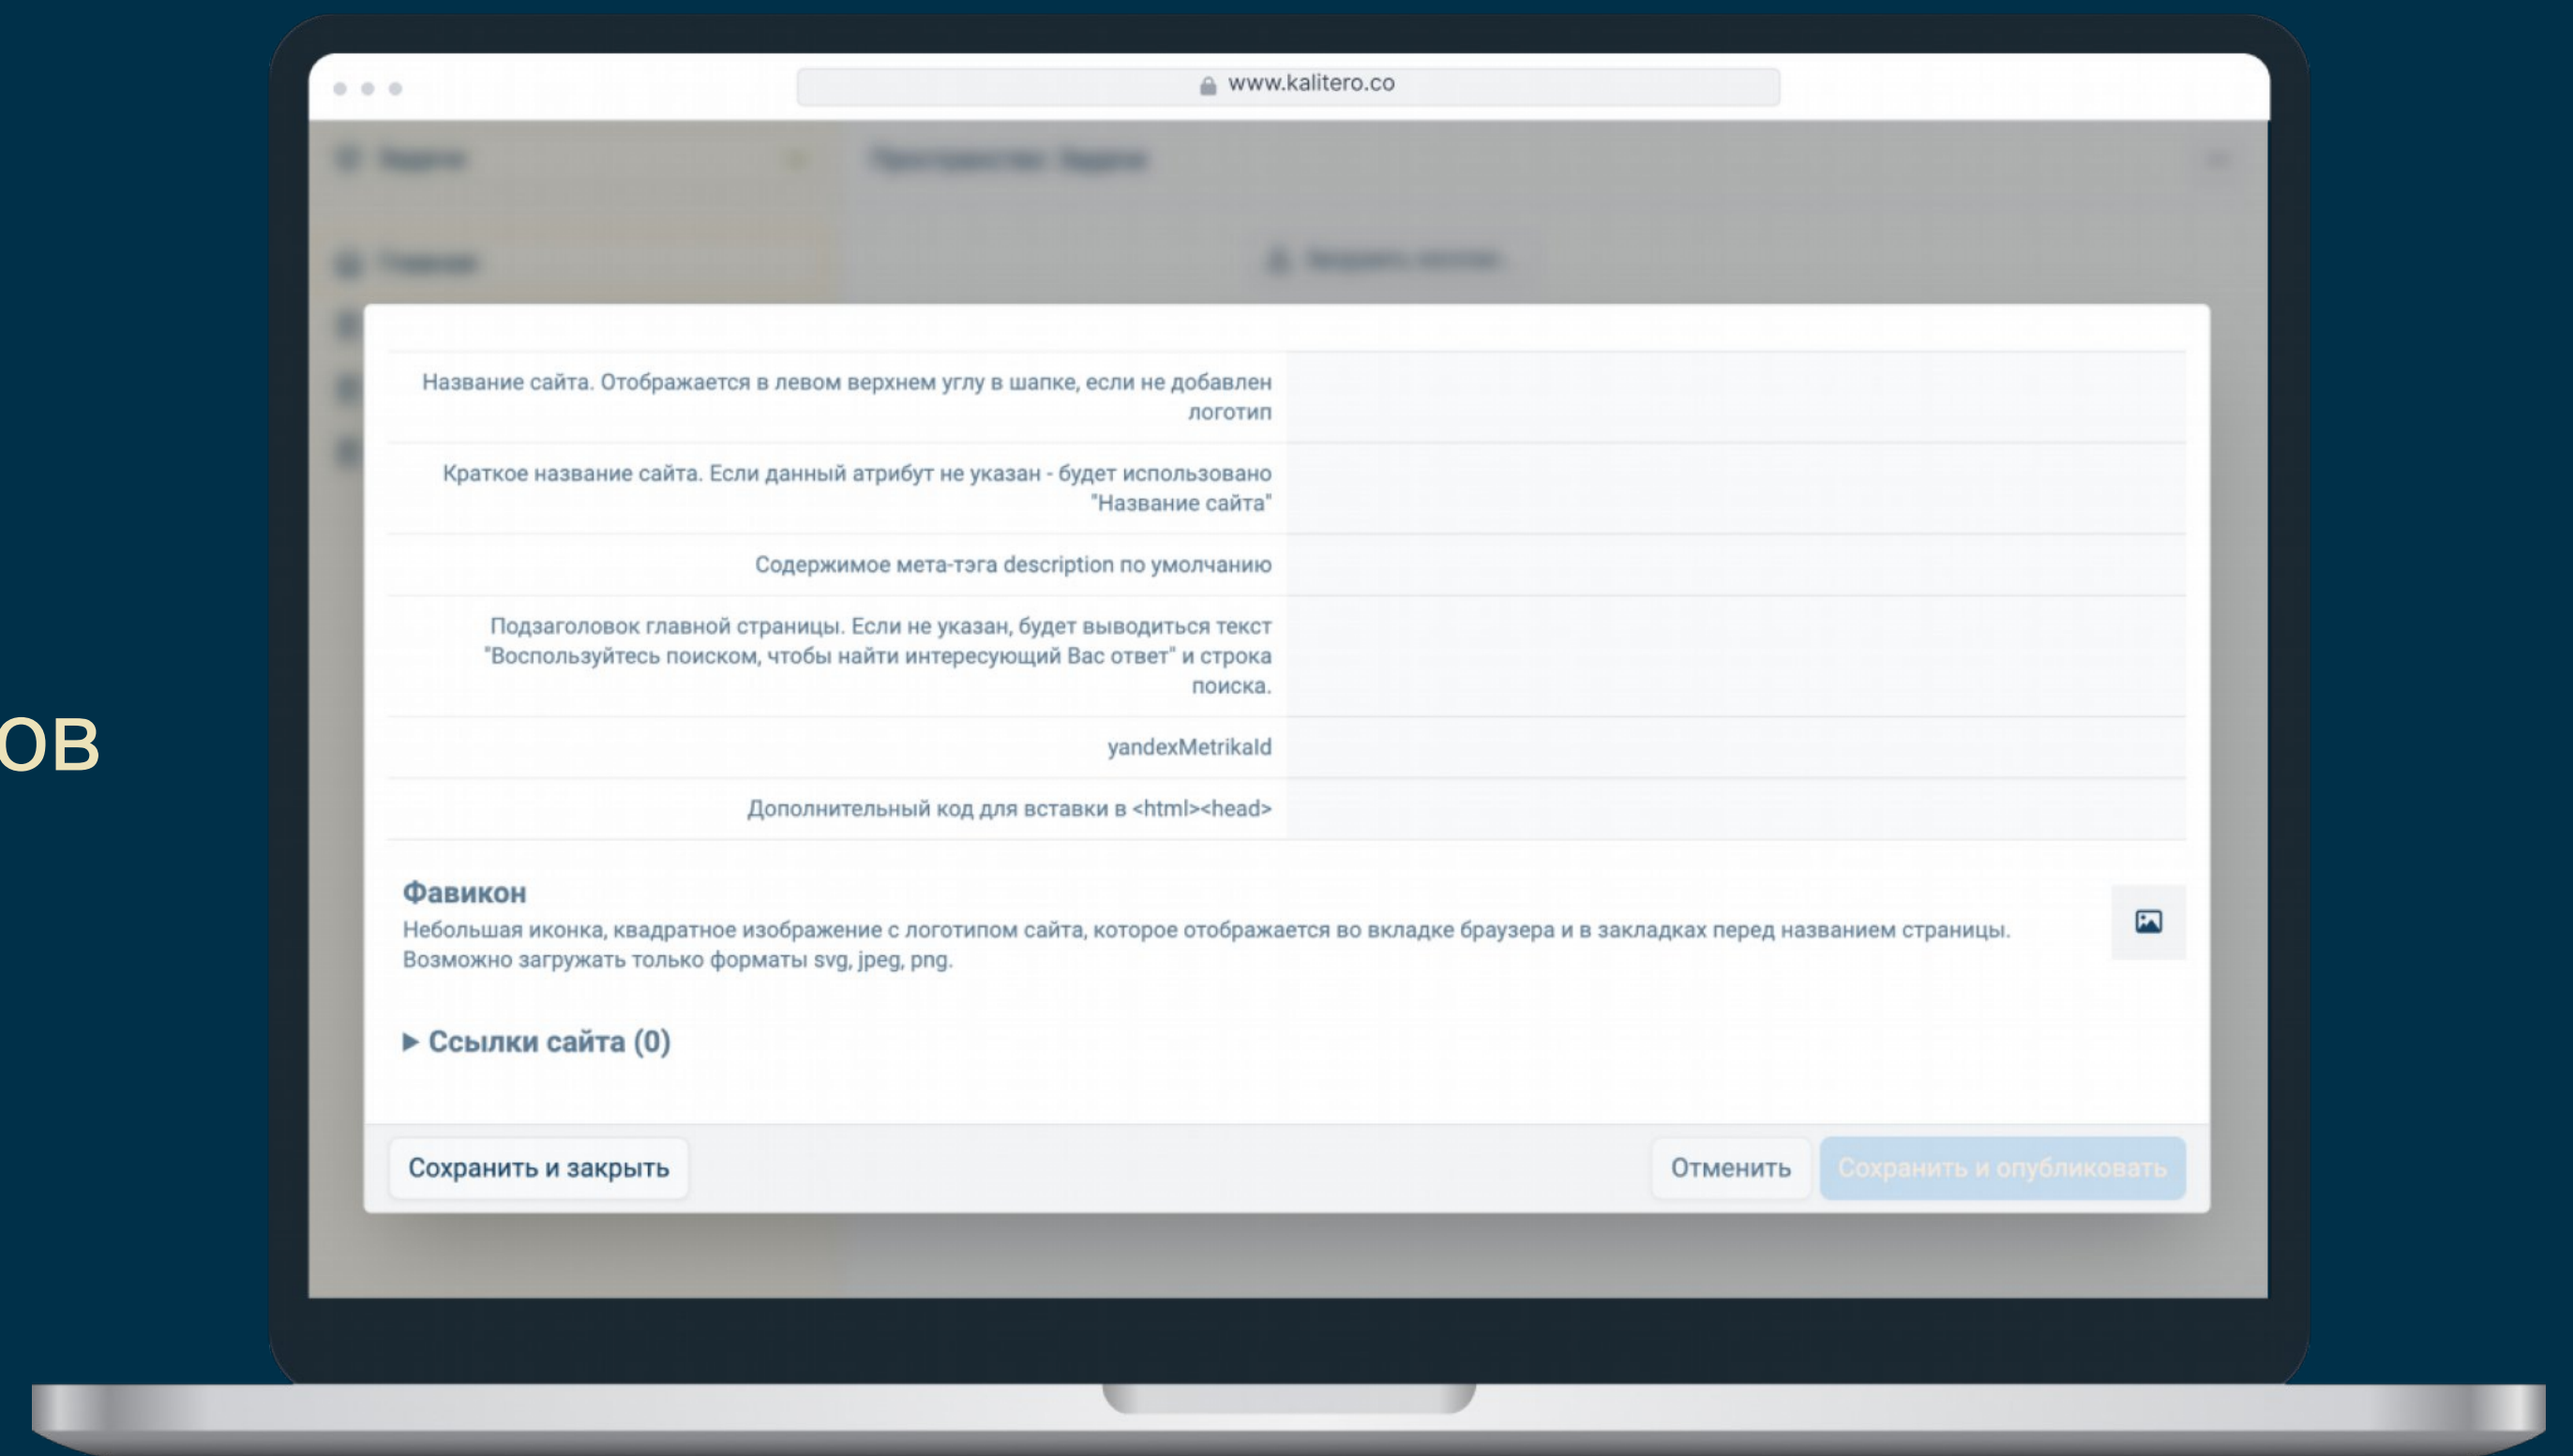 www.kalitero.co
Задачи
Пространство Задачи
Главная
Название сайта. Отображается в левом верхнем углу в шапке, если не добавлен
логотип
Краткое название сайта. Если данный атрибут не указан - будет использовано
"Название сайта"
Содержимое мета-тэга description по умолчанию
Подзаголовок главной страницы. Если не указан, будет выводиться текст
"Воспользуйтесь поиском, чтобы найти интересующий Вас ответ" и строка
поиска.
ов
yandexMetrikaId
Дополнительный код для вставки в <html><head>
Фавикон
Небольшая иконка, квадратное изображение с логотипом сайта, которое отображается во вкладке браузера и в закладках перед названием страницы.
Возможно загружать только форматы svg, jpeg, png.
Ссылки сайта (0)
Сохранить и закрыть
Отменить
Сохранить и опубликовать